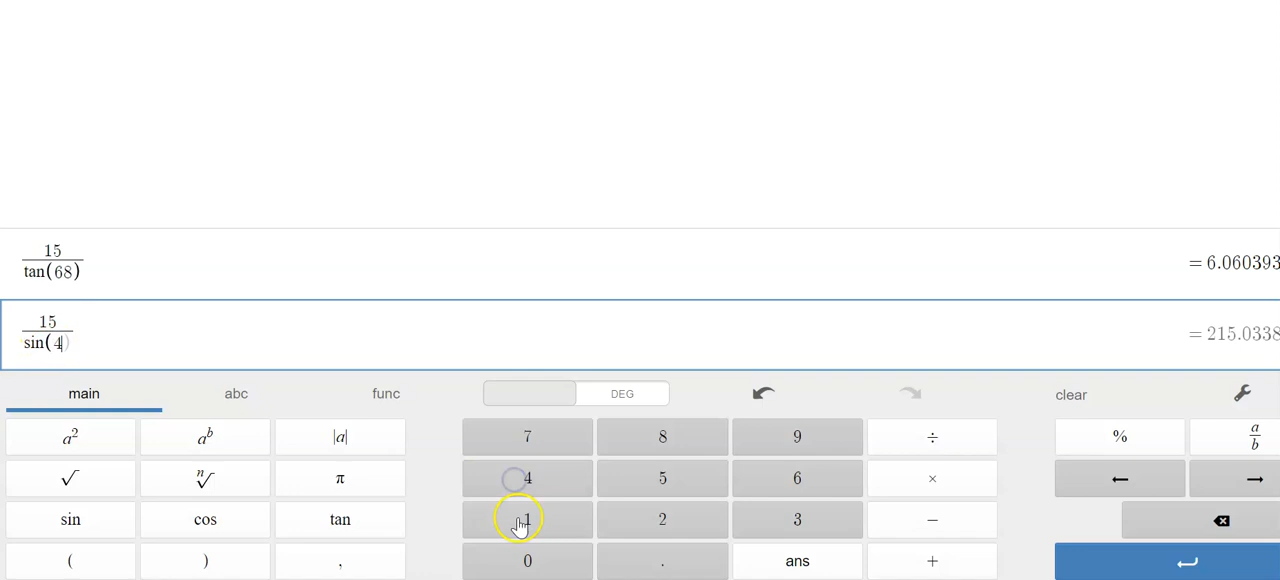 15
tan(68)
= 6.060393
15
sin(4)
= 215.0338
main abc func DEG clear
a² aᵇ |a| 7 8 9 ÷ % a/b
√ ⁿ√ π 4 5 6 × ← →
sin cos tan 1 2 3 −
( ) , 0 . ans +